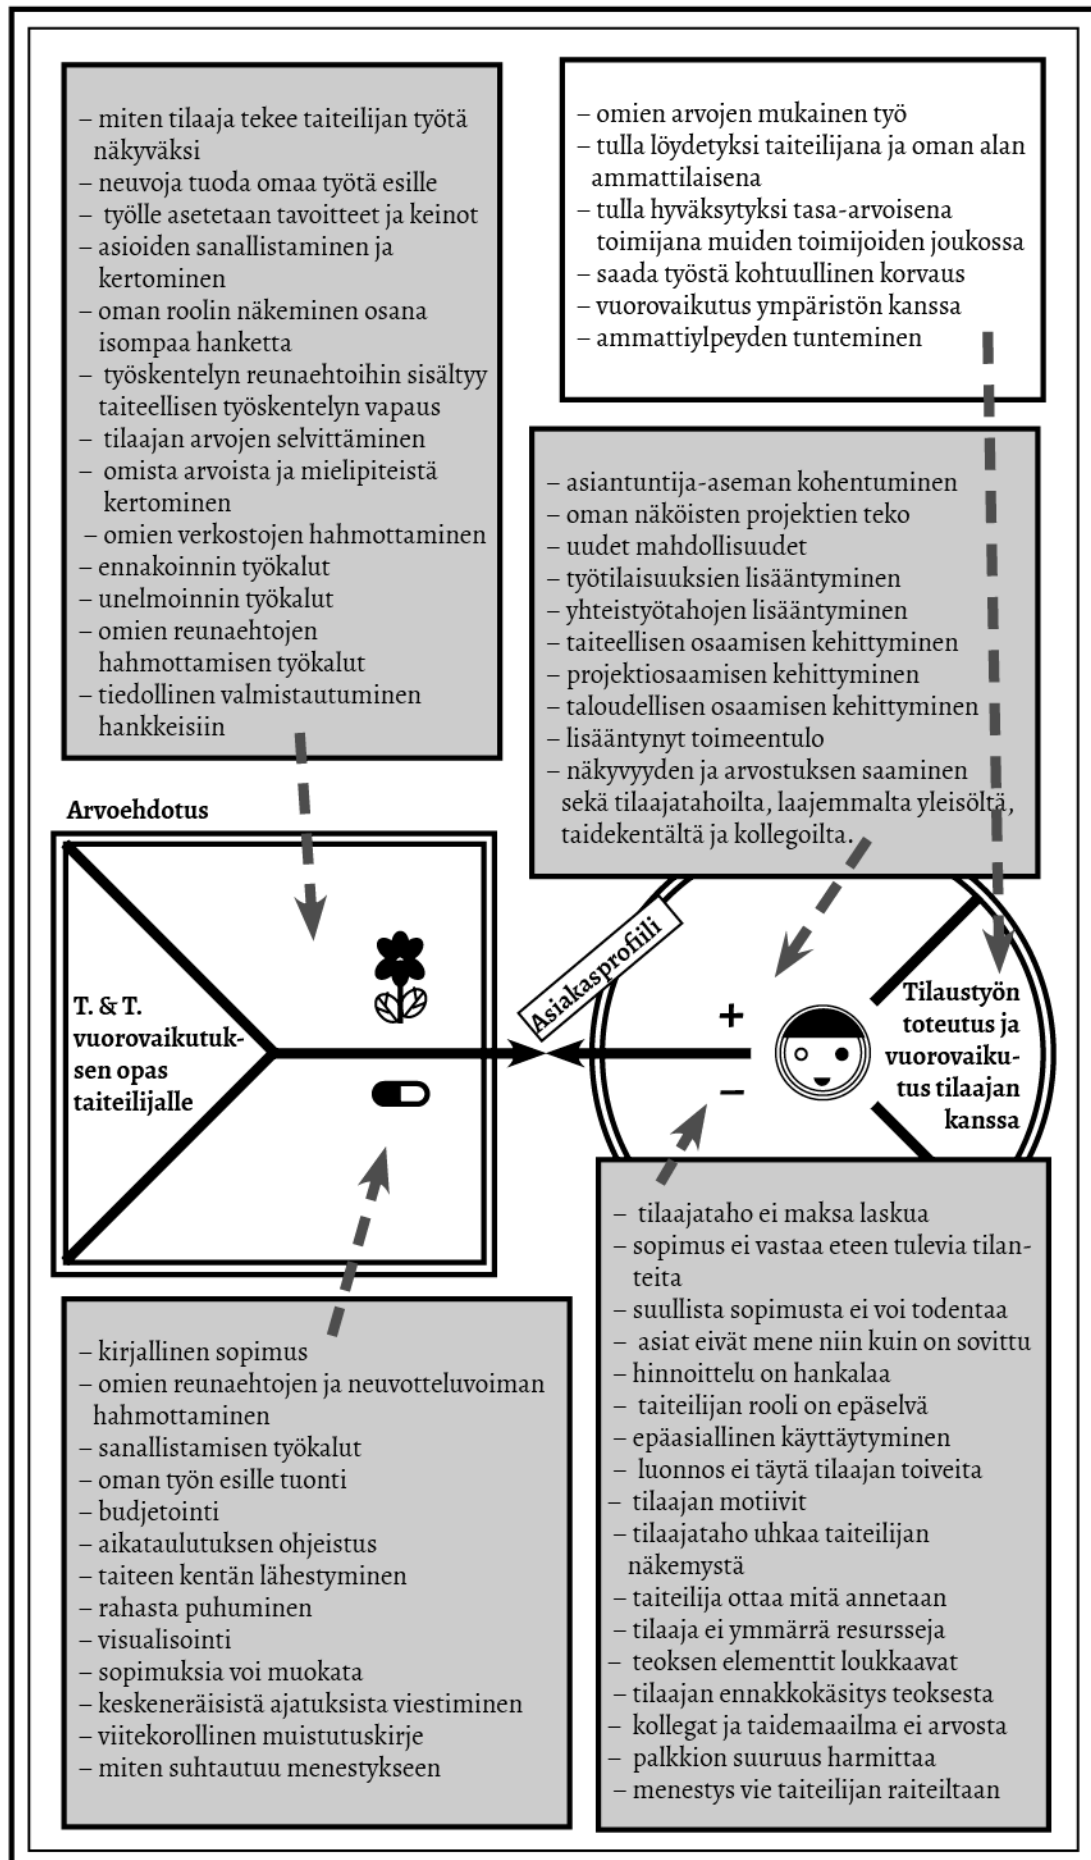 – miten tilaaja tekee taiteilijan työtä
näkyväksi
– neuvoja tuoda omaa työtä esille
– työlle asetetaan tavoitteet ja keinot
– asioiden sanallistaminen ja
kertominen
– oman roolin näkeminen osana
isompaa hanketta
– työskentelyn reunaehtoihin sisältyy
taiteellisen työskentelyn vapaus
– tilaajan arvojen selvittäminen
– omista arvoista ja mielipiteistä
kertominen
– omien verkostojen hahmottaminen
– ennakoinnin työkalut
– unelmoinnin työkalut
– omien reunaehtojen
hahmottamisen työkalut
– tiedollinen valmistautuminen
hankkeisiin
– omien arvojen mukainen työ
– tulla löydetyksi taiteilijana ja oman alan
ammattilaisena
– tulla hyväksytyksi tasa-arvoisena
toimijana muiden toimijoiden joukossa
– saada työstä kohtuullinen korvaus
– vuorovaikutus ympäristön kanssa
– ammattiylpeyden tunteminen
– asiantuntija-aseman kohentuminen
– oman näköisten projektien teko
– uudet mahdollisuudet
– työtilaisuuksien lisääntyminen
– yhteistyötahojen lisääntyminen
– taiteellisen osaamisen kehittyminen
– projektiosaamisen kehittyminen
– taloudellisen osaamisen kehittyminen
– lisääntynyt toimeentulo
– näkyvyyden ja arvostuksen saaminen
sekä tilaajatahoilta, laajemmalta yleisöltä,
taidekentältä ja kollegoilta.
Arvoehdotus
T. & T.
vuorovaikutuk-
sen opas
taiteilijalle
Asiakasprofiili
+
–
Tilaustyön
toteutus ja
vuorovaiku-
tus tilaajan
kanssa
– kirjallinen sopimus
– omien reunaehtojen ja neuvotteluvoiman
hahmottaminen
– sanallistamisen työkalut
– oman työn esille tuonti
– budjetointi
– aikataulutuksen ohjeistus
– taiteen kentän lähestyminen
– rahasta puhuminen
– visualisointi
– sopimuksia voi muokata
– keskeneräisistä ajatuksista viestiminen
– viitekorollinen muistutuskirje
– miten suhtautuu menestykseen
– tilaajataho ei maksa laskua
– sopimus ei vastaa eteen tulevia tilan-
teita
– suullista sopimusta ei voi todentaa
– asiat eivät mene niin kuin on sovittu
– hinnoittelu on hankalaa
– taiteilijan rooli on epäselvä
– epäasiallinen käyttäytyminen
– luonnos ei täytä tilaajan toiveita
– tilaajan motiivit
– tilaajataho uhkaa taiteilijan
näkemystä
– taiteilija ottaa mitä annetaan
– tilaaja ei ymmärrä resursseja
– teoksen elementtit loukkaavat
– tilaajan ennakkokäsitys teoksesta
– kollegat ja taidemaailma ei arvosta
– palkkion suuruus harmittaa
– menestys vie taiteilijan raiteiltaan